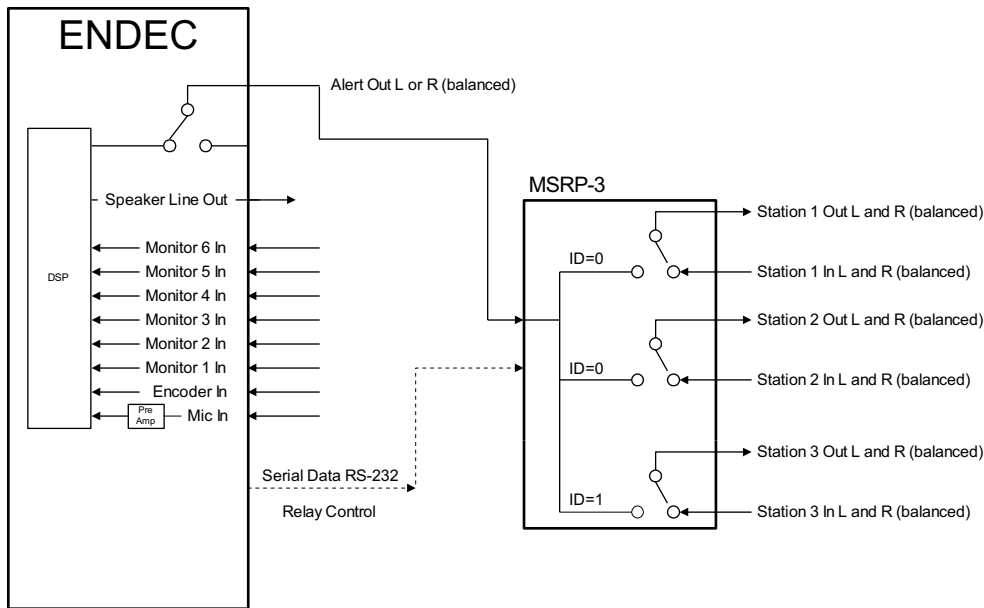 ENDEC
Alert Out L or R (balanced)
Speaker Line Out
Monitor 6 In
Monitor 5 In
DSP
Monitor 4 In
Monitor 3 In
Monitor 2 In
Monitor 1 In
Encoder In
Pre
Amp
Mic In
Serial Data RS-232
Relay Control
MSRP-3
Station 1 Out L and R (balanced)
ID=0
Station 1 In L and R (balanced)
Station 2 Out L and R (balanced)
ID=0
Station 2 In L and R (balanced)
Station 3 Out L and R (balanced)
ID=1
Station 3 In L and R (balanced)